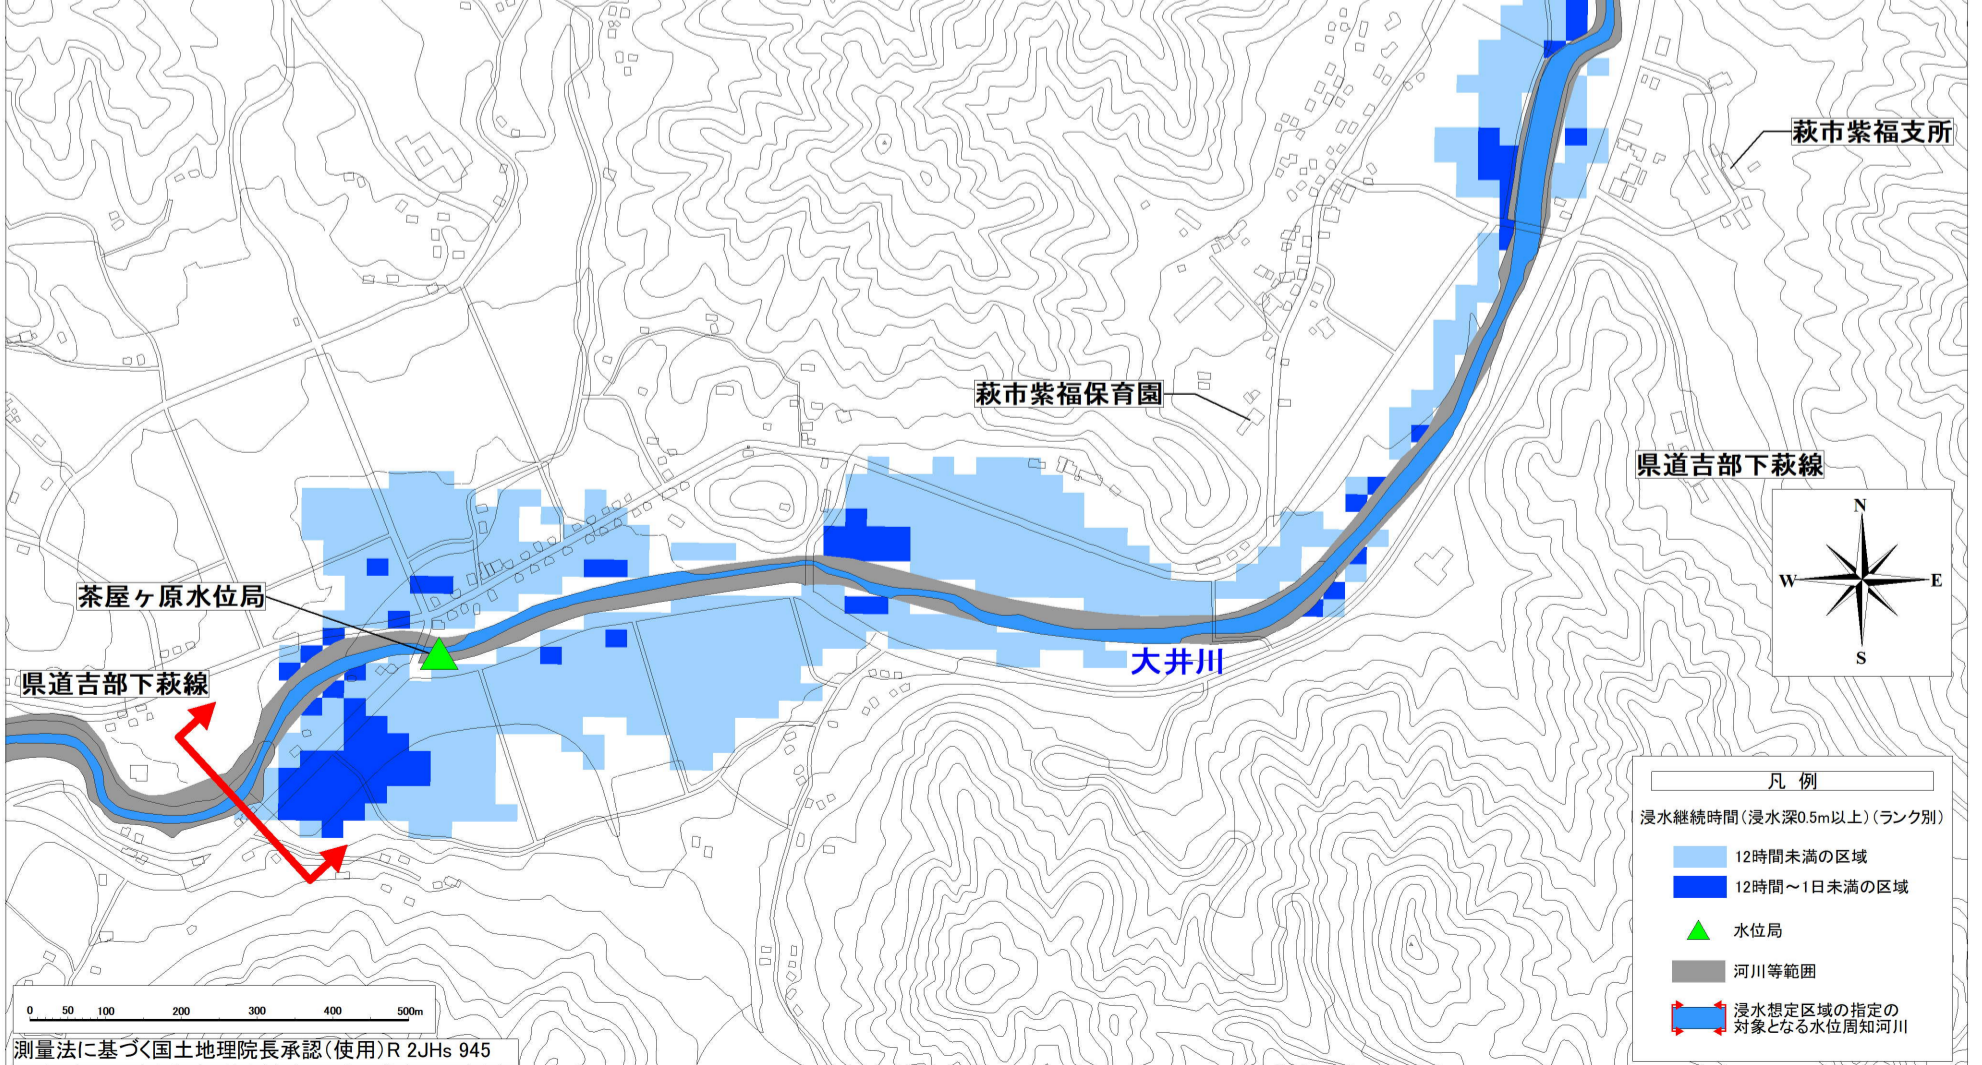 萩市紫福支所
萩市紫福保育園
県道吉部下萩線
茶屋ヶ原水位局
県道吉部下萩線
大井川
N
W
E
S
凡 例
浸水継続時間(浸水深0.5m以上)(ランク別)
12時間未満の区域
12時間~1日未満の区域
水位局
河川等範囲
浸水想定区域の指定の
対象となる水位周知河川
0 50 100 200 300 400 500m
測量法に基づく国土地理院長承認(使用)R 2JHs 945